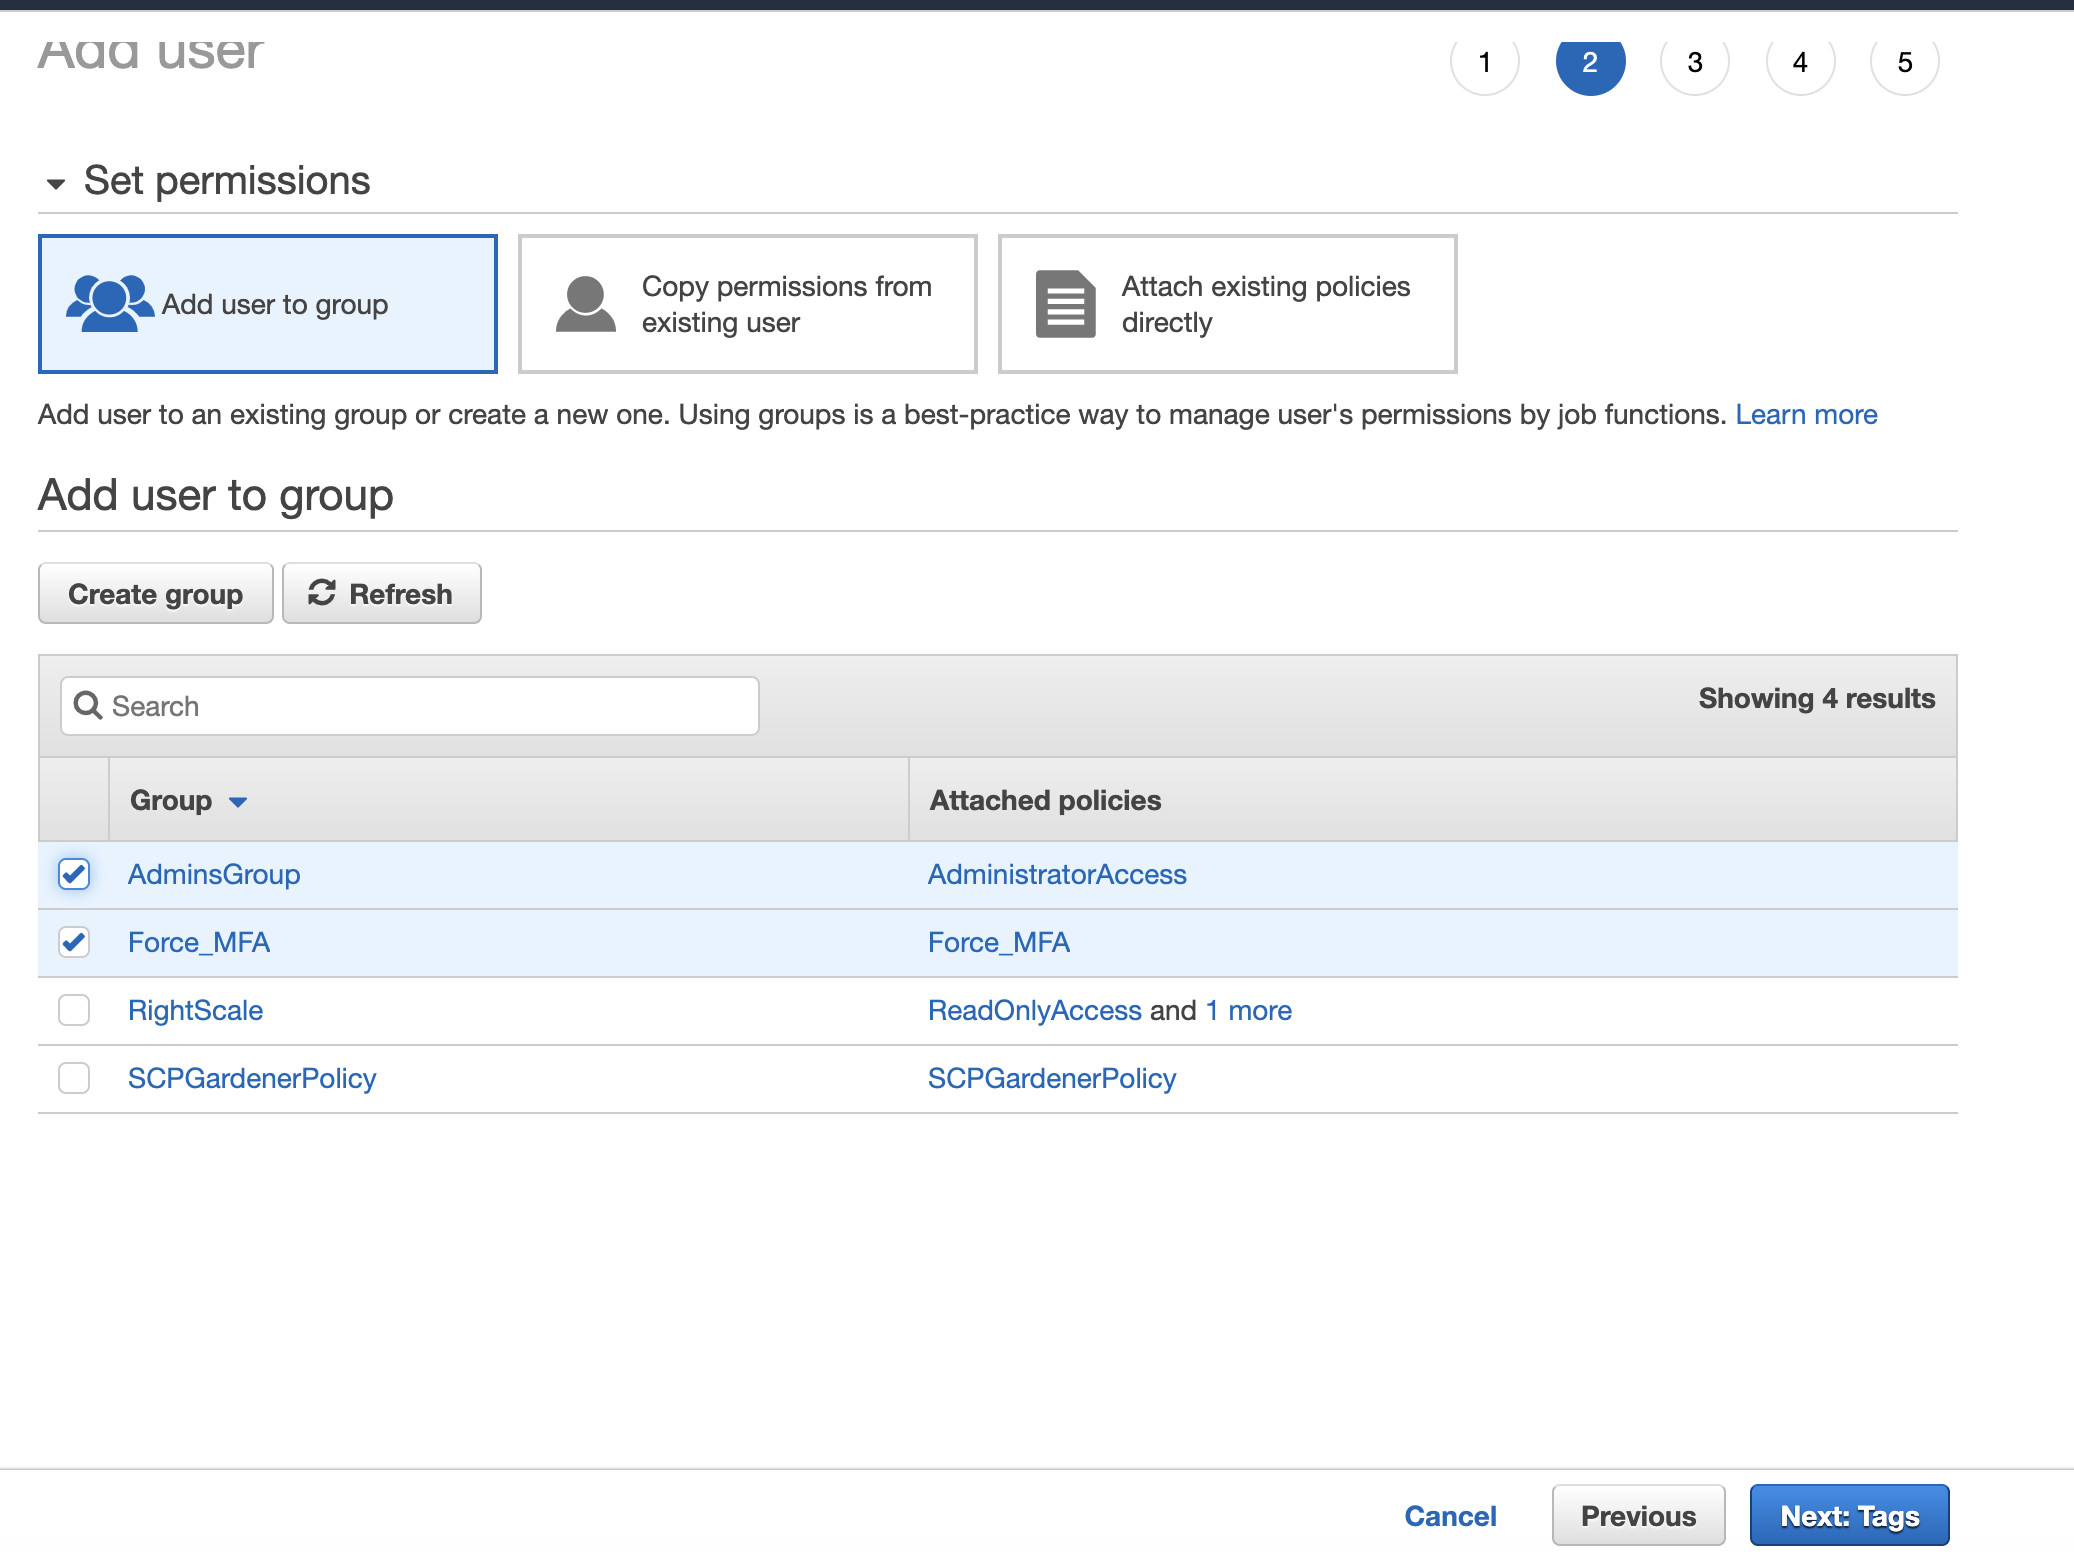 Add user
1 2 3 4 5
Set permissions
Add user to group
Copy permissions from
existing user
Attach existing policies
directly
Add user to an existing group or create a new one. Using groups is a best-practice way to manage user's permissions by job functions. Learn more
Add user to group
Create group Refresh
Search Showing 4 results
Group Attached policies
AdminsGroup AdministratorAccess
Force_MFA Force_MFA
RightScale ReadOnlyAccess and 1 more
SCPGardenerPolicy SCPGardenerPolicy
Cancel Previous Next: Tags